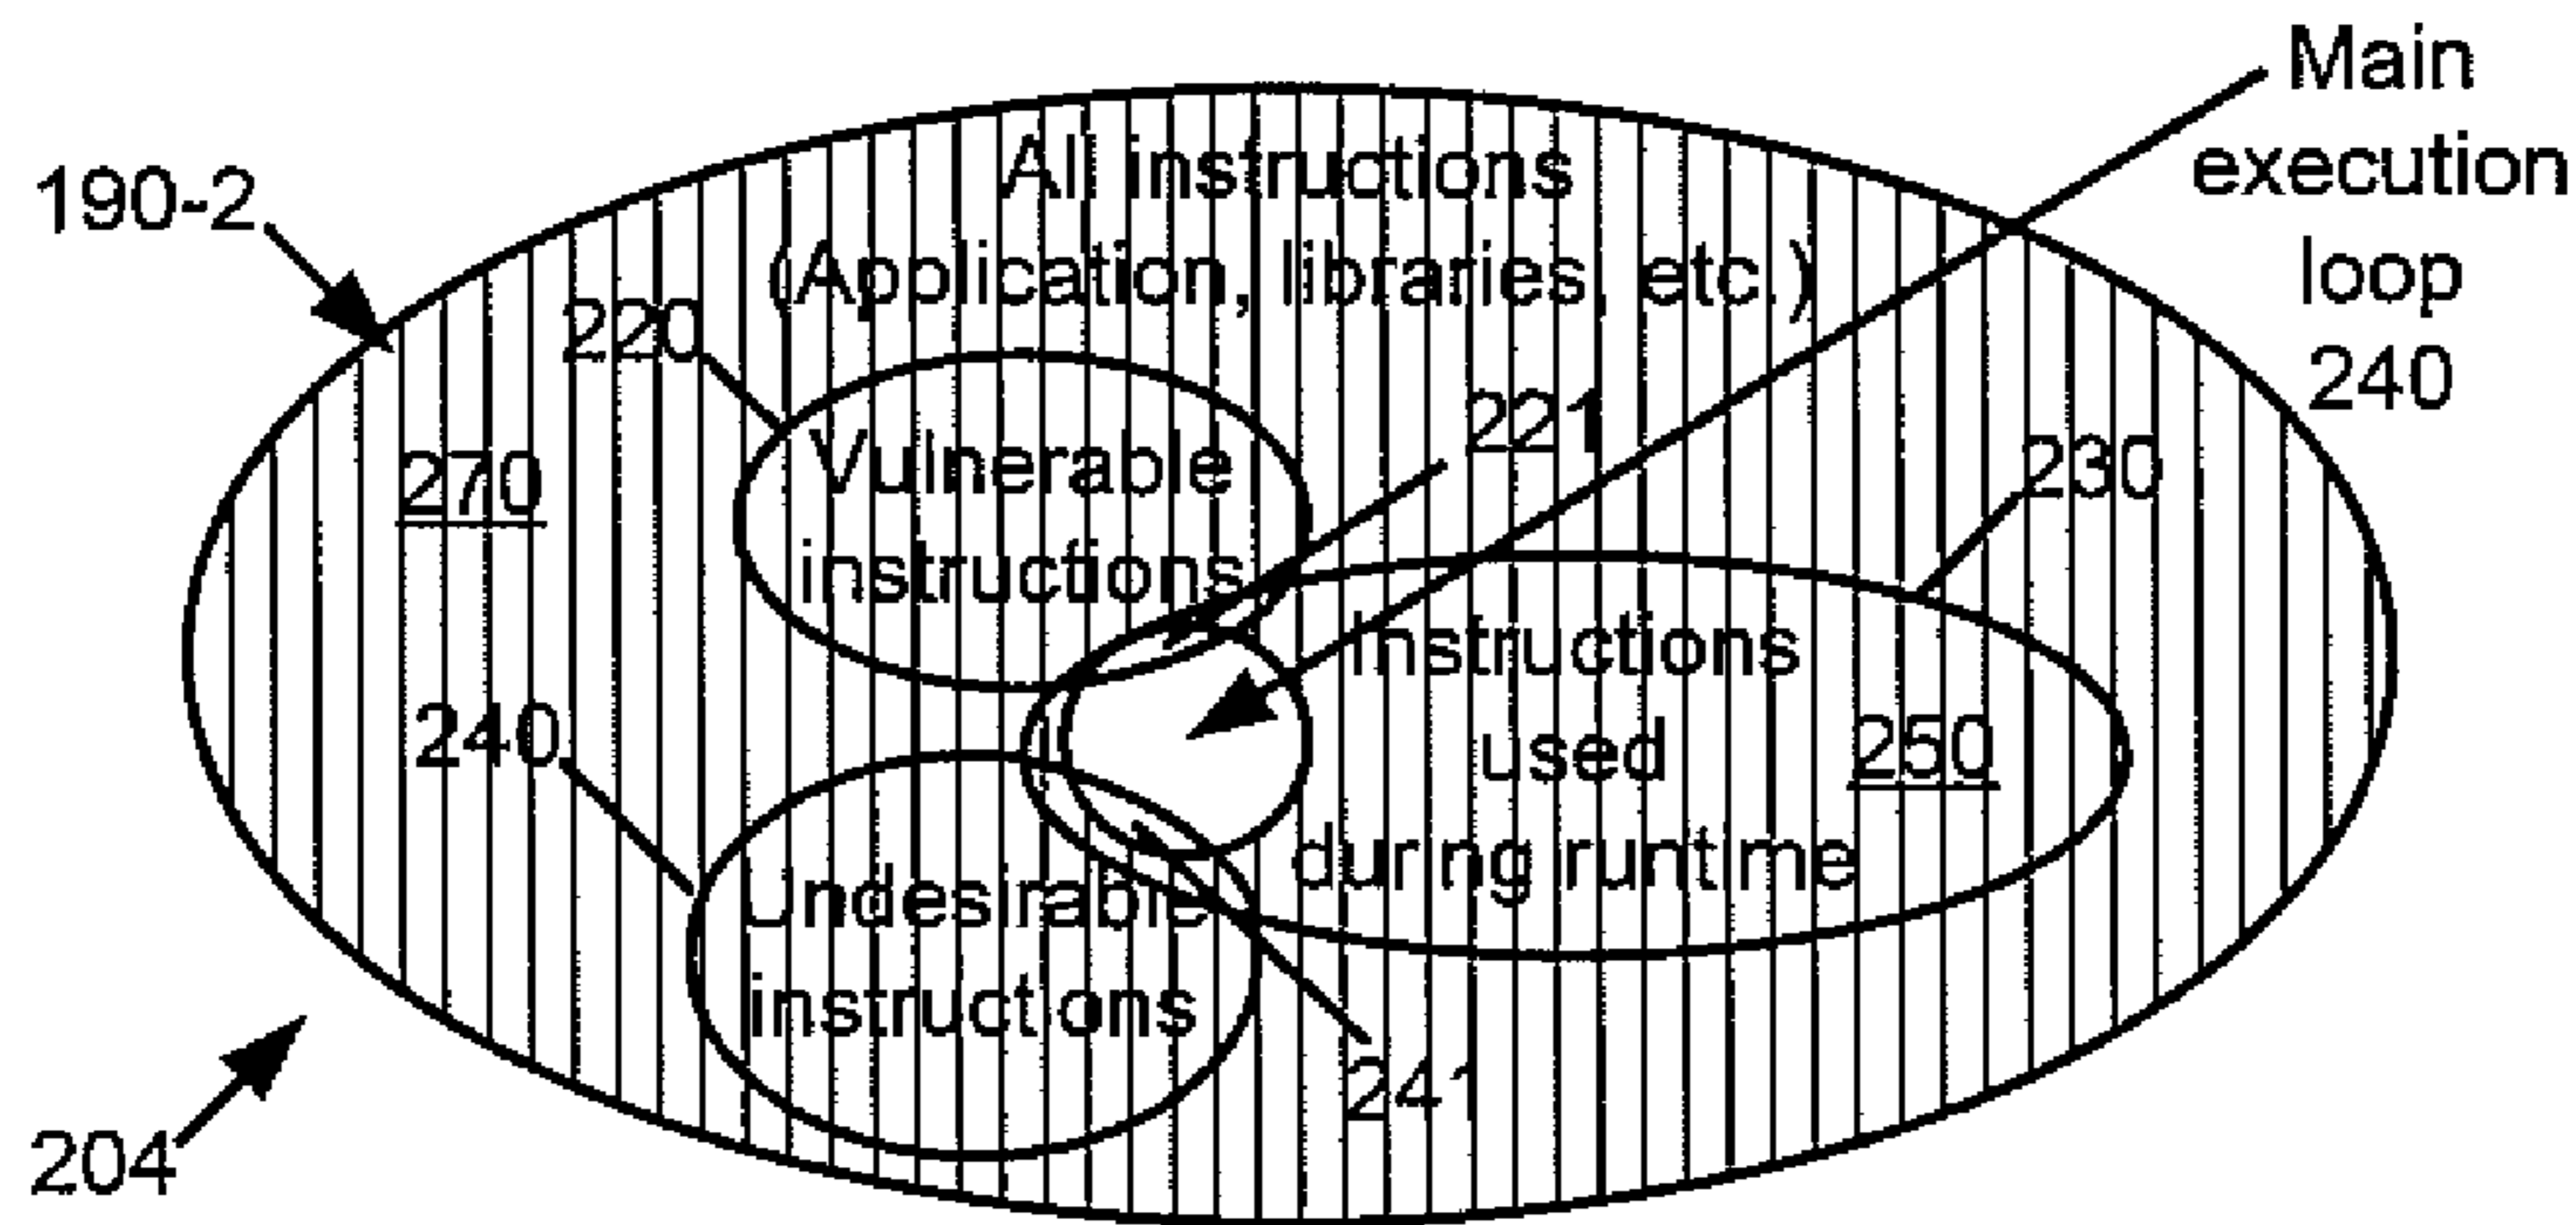 Main
execution
loop
240
190-2
All instructions
(Application, libraries, etc.)
220
221
230
270
Vulnerable
instructions
Instructions
used
during runtime
250
240
Undesirable
instructions
241
204